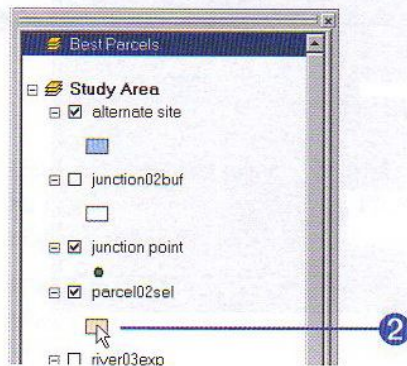 Best Parcels
Study Area
alternate site
junction02buf
junction point
parcel02sel
2
river03exp